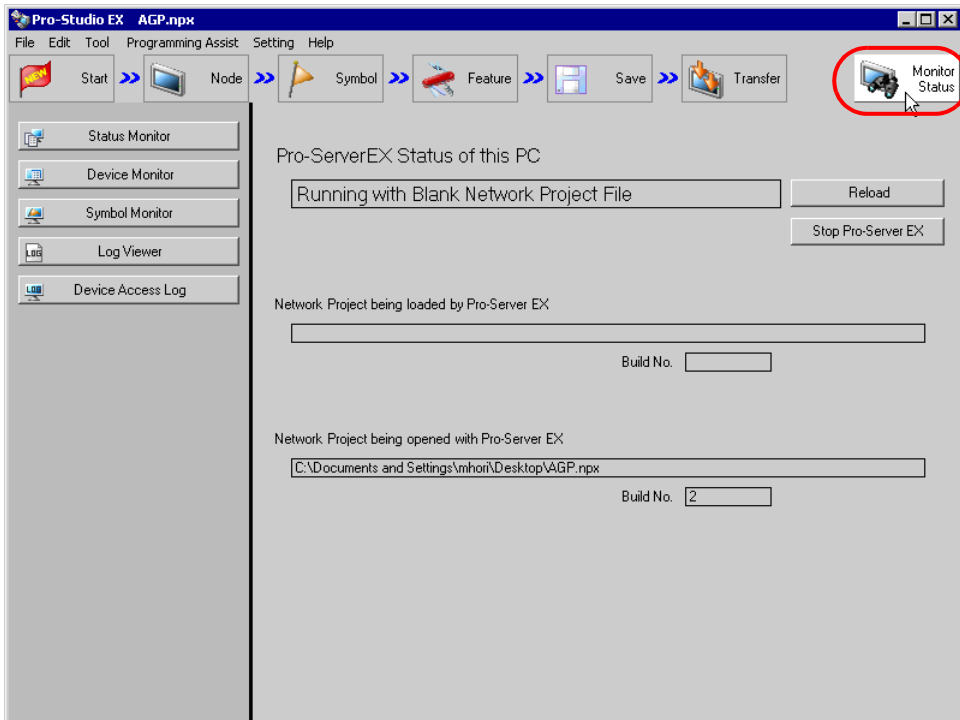 Pro-Studio EX AGP.npx
File Edit Tool Programming Assist Setting Help
NEW Start Node Symbol Feature Save Transfer Monitor Status
Status Monitor
Device Monitor
Symbol Monitor
LOG Log Viewer
LOG Device Access Log
Pro-ServerEX Status of this PC
Running with Blank Network Project File
Reload
Stop Pro-Server EX
Network Project being loaded by Pro-Server EX
Build No.
Network Project being opened with Pro-Server EX
C:\Documents and Settings\mhori\Desktop\AGP.npx
Build No. 2